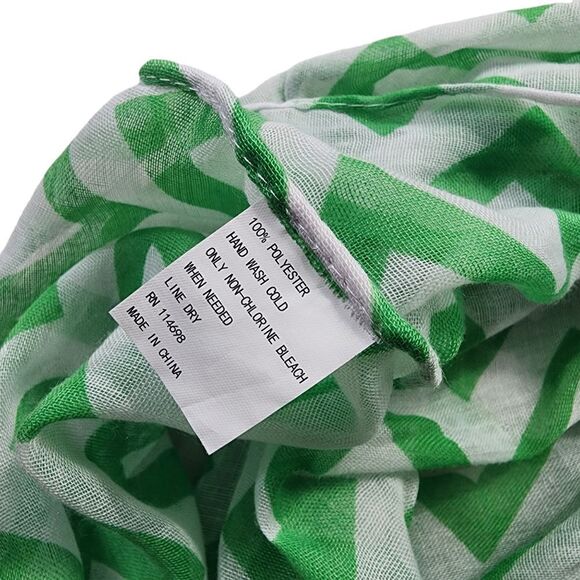 100% POLYESTER
HAND WASH COLD
ONLY NON-CHLORINE BLEACH
WHEN NEEDED
LINE DRY
RN 114698
MADE IN CHINA